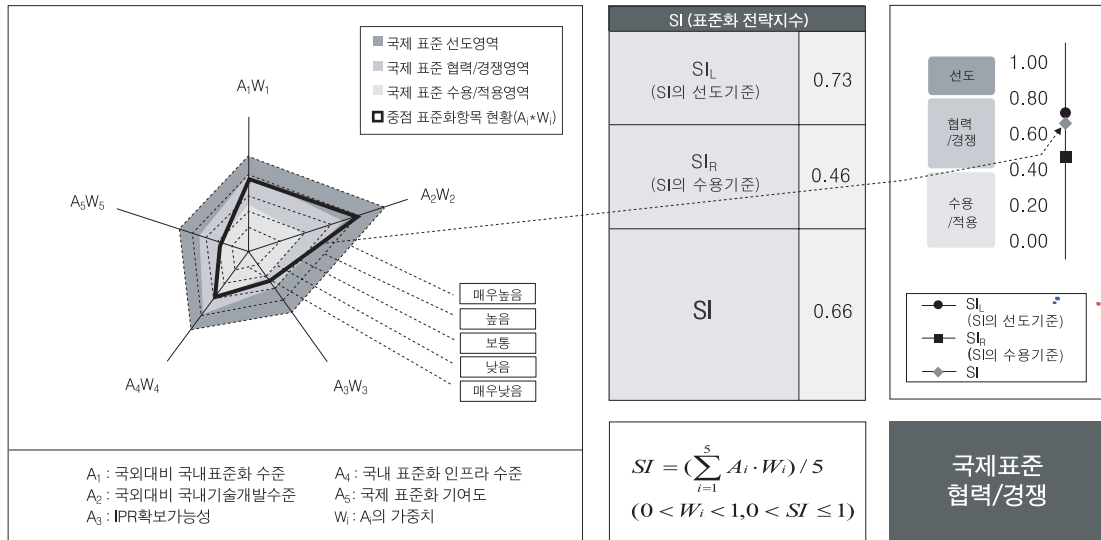 국제 표준 선도영역
국제 표준 협력/경쟁영역
국제 표준 수용/적용영역
중점 표준화항목 현황(Ai*Wi)
A1W1
A2W2
A5W5
A4W4
A3W3
매우높음
높음
보통
낮음
매우낮음
A1 : 국외대비 국내표준화 수준
A2 : 국외대비 국내기술개발수준
A3 : IPR확보가능성
A4 : 국내 표준화 인프라 수준
A5 : 국제 표준화 기여도
Wi : Ai의 가중치
SI (표준화 전략지수)
SIL
(SI의 선도기준)
0.73
SIR
(SI의 수용기준)
0.46
SI
0.66
SI = (∑ Ai · Wi) / 5
5
i=1
(0 < Wi < 1,0 < SI ≤ 1)
선도
협력
/경쟁
수용
/적용
1.00
0.80
0.60
0.40
0.20
0.00
SIL
(SI의 선도기준)
SIR
(SI의 수용기준)
SI
국제표준
협력/경쟁